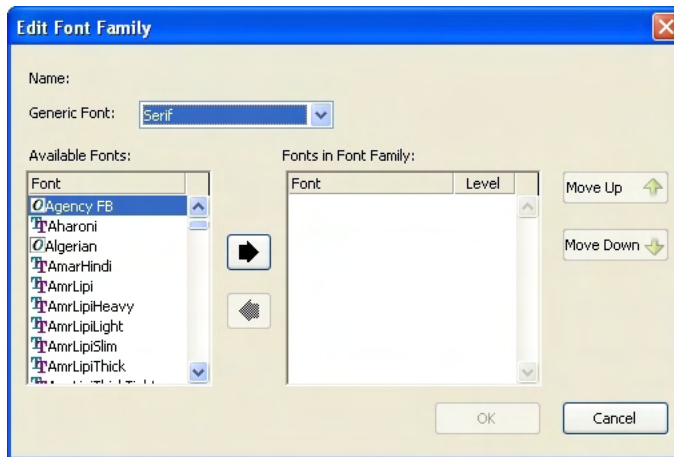 Edit Font Family
Name:
Generic Font: Serif
Available Fonts: Fonts in Font Family:
Font Font Level
Agency FB
Aharoni
Algerian
AmarHindi
AmrLipi
AmrLipiHeavy
AmrLipiLight
AmrLipiSlim
AmrLipiThick
Move Up
Move Down
OK Cancel